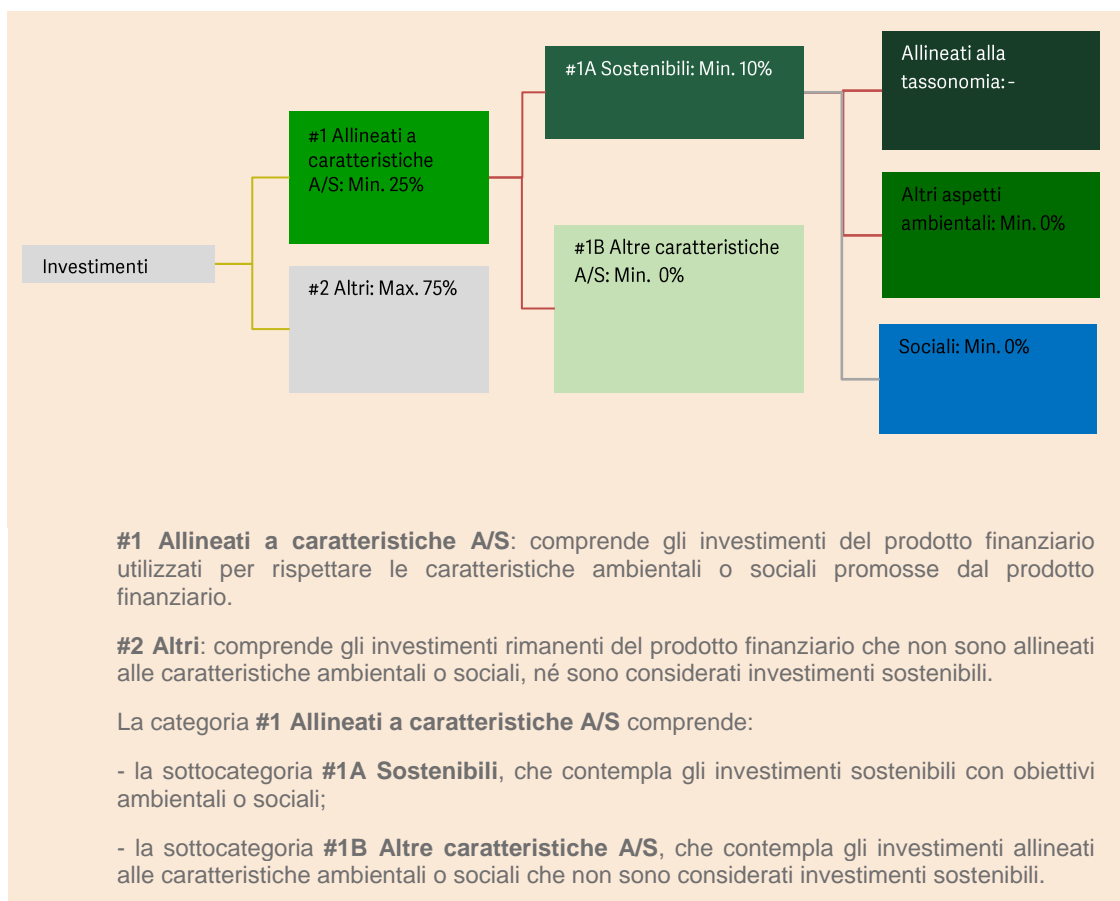 Investimenti
#1 Allineati a
caratteristiche
A/S: Min. 25%
#2 Altri: Max. 75%
#1A Sostenibili: Min. 10%
#1B Altre caratteristiche
A/S: Min. 0%
Allineati alla
tassonomia: -
Altri aspetti
ambientali: Min. 0%
Sociali: Min. 0%
#1 Allineati a caratteristiche A/S: comprende gli investimenti del prodotto finanziario
utilizzati per rispettare le caratteristiche ambientali o sociali promosse dal prodotto
finanziario.
#2 Altri: comprende gli investimenti rimanenti del prodotto finanziario che non sono allineati
alle caratteristiche ambientali o sociali, né sono considerati investimenti sostenibili.
La categoria #1 Allineati a caratteristiche A/S comprende:
- la sottocategoria #1A Sostenibili, che contempla gli investimenti sostenibili con obiettivi
ambientali o sociali;
- la sottocategoria #1B Altre caratteristiche A/S, che contempla gli investimenti allineati
alle caratteristiche ambientali o sociali che non sono considerati investimenti sostenibili.